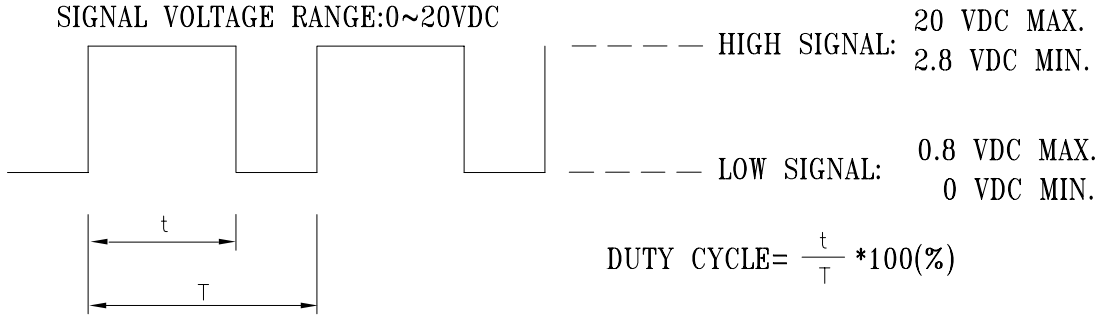 SIGNAL VOLTAGE RANGE:0~20VDC
HIGH SIGNAL: 20 VDC MAX.
2.8 VDC MIN.
LOW SIGNAL: 0.8 VDC MAX.
0 VDC MIN.
t
T
DUTY CYCLE= t/T *100(%)